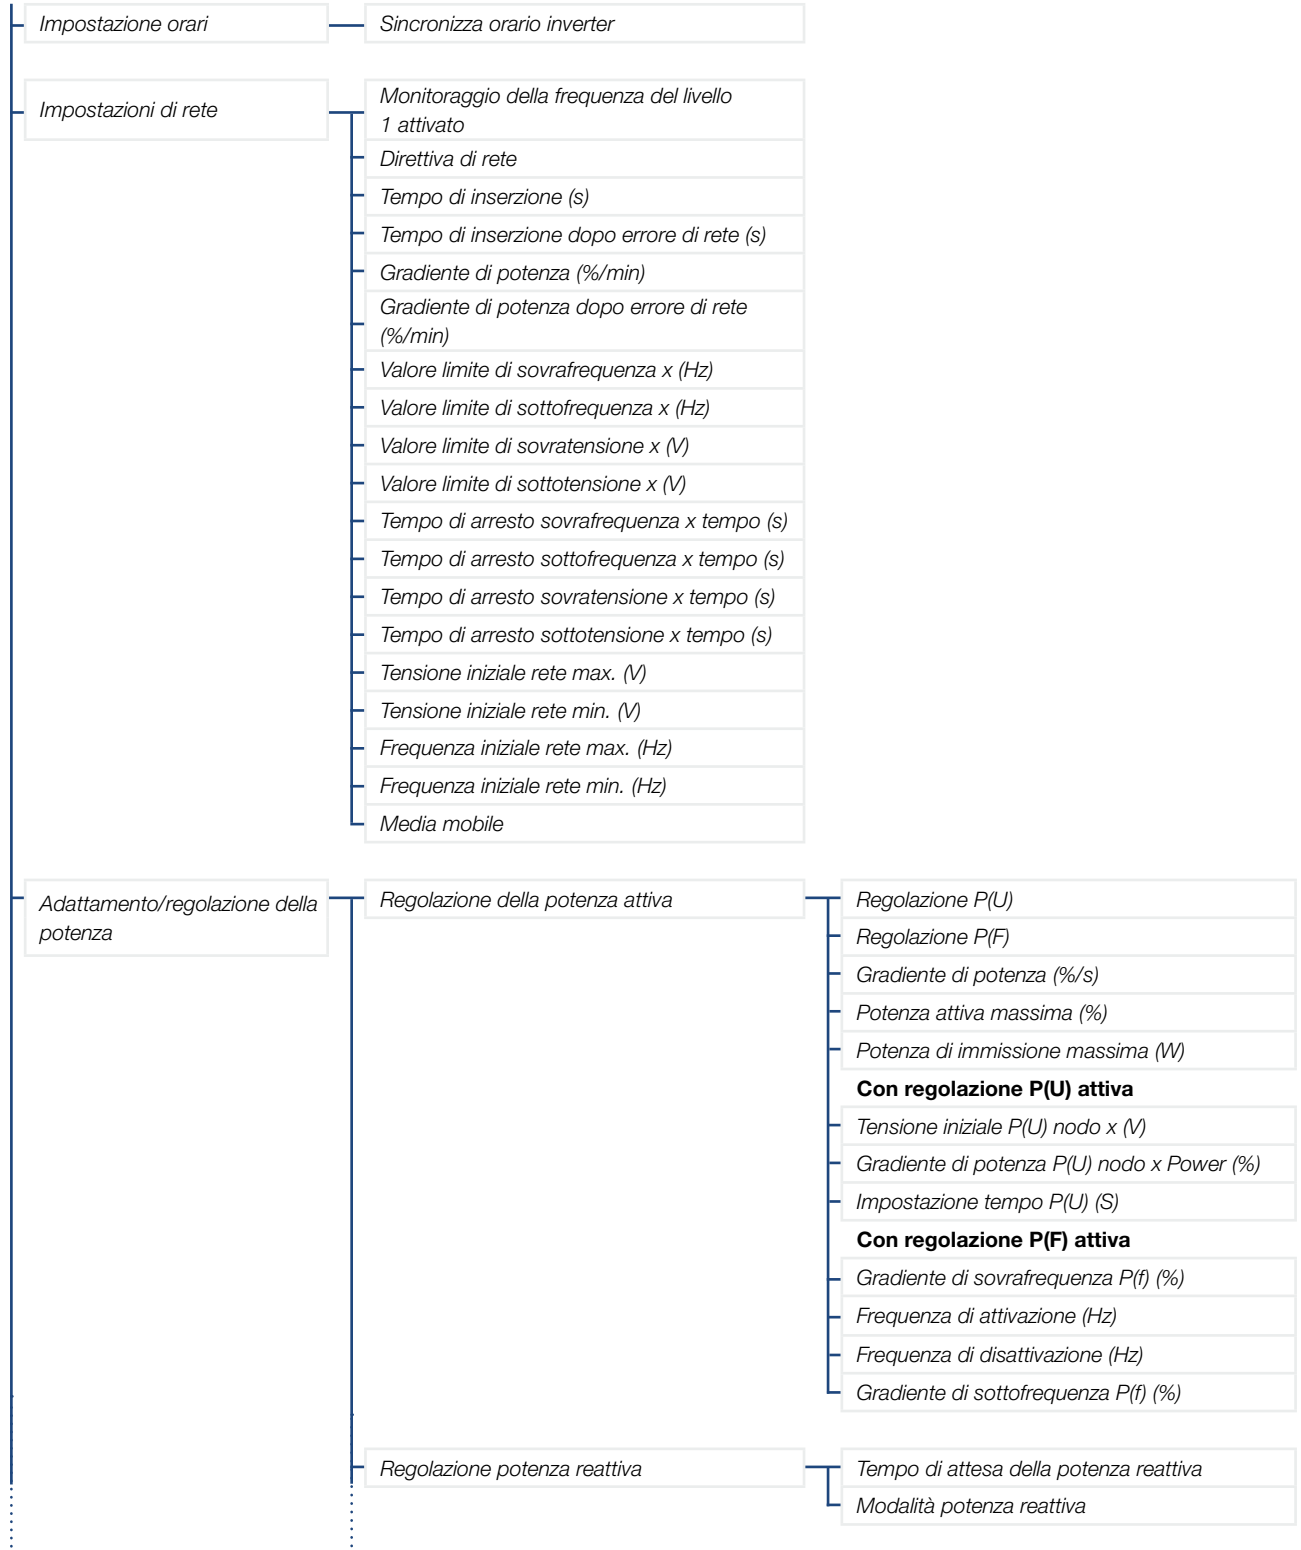 Impostazione orari
Sincronizza orario inverter
Impostazioni di rete
Monitoraggio della frequenza del livello
1 attivato
Direttiva di rete
Tempo di inserzione (s)
Tempo di inserzione dopo errore di rete (s)
Gradiente di potenza (%/min)
Gradiente di potenza dopo errore di rete
(%/min)
Valore limite di sovrafrequenza x (Hz)
Valore limite di sottofrequenza x (Hz)
Valore limite di sovratensione x (V)
Valore limite di sottotensione x (V)
Tempo di arresto sovrafrequenza x tempo (s)
Tempo di arresto sottofrequenza x tempo (s)
Tempo di arresto sovratensione x tempo (s)
Tempo di arresto sottotensione x tempo (s)
Tensione iniziale rete max. (V)
Tensione iniziale rete min. (V)
Frequenza iniziale rete max. (Hz)
Frequenza iniziale rete min. (Hz)
Media mobile
Adattamento/regolazione della
potenza
Regolazione della potenza attiva
Regolazione P(U)
Regolazione P(F)
Gradiente di potenza (%/s)
Potenza attiva massima (%)
Potenza di immissione massima (W)
Con regolazione P(U) attiva
Tensione iniziale P(U) nodo x (V)
Gradiente di potenza P(U) nodo x Power (%)
Impostazione tempo P(U) (S)
Con regolazione P(F) attiva
Gradiente di sovrafrequenza P(f) (%)
Frequenza di attivazione (Hz)
Frequenza di disattivazione (Hz)
Gradiente di sottofrequenza P(f) (%)
Regolazione potenza reattiva
Tempo di attesa della potenza reattiva
Modalità potenza reattiva